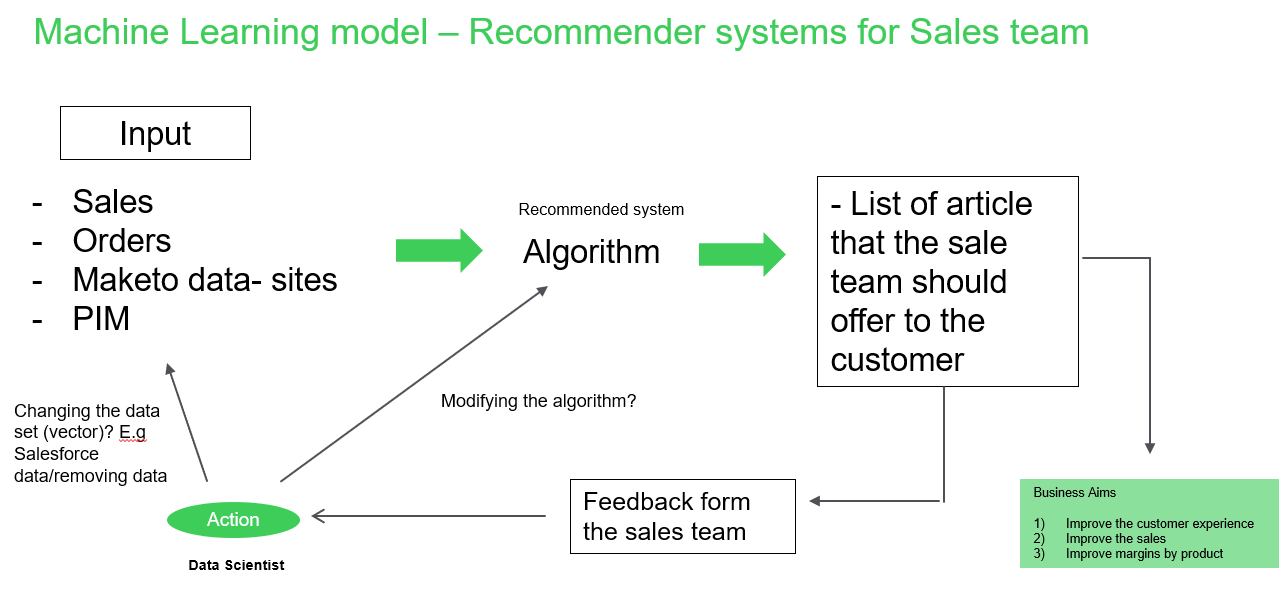 Machine Learning model – Recommender systems for Sales team
Input
- Sales
- Orders
- Maketo data- sites
- PIM
Recommended system
Algorithm
- List of article
that the sale
team should
offer to the
customer
Changing the data
set (vector)? E.g
Salesforce
data/removing data
Modifying the algorithm?
Action
Data Scientist
Feedback form
the sales team
Business Aims
1) Improve the customer experience
2) Improve the sales
3) Improve margins by product